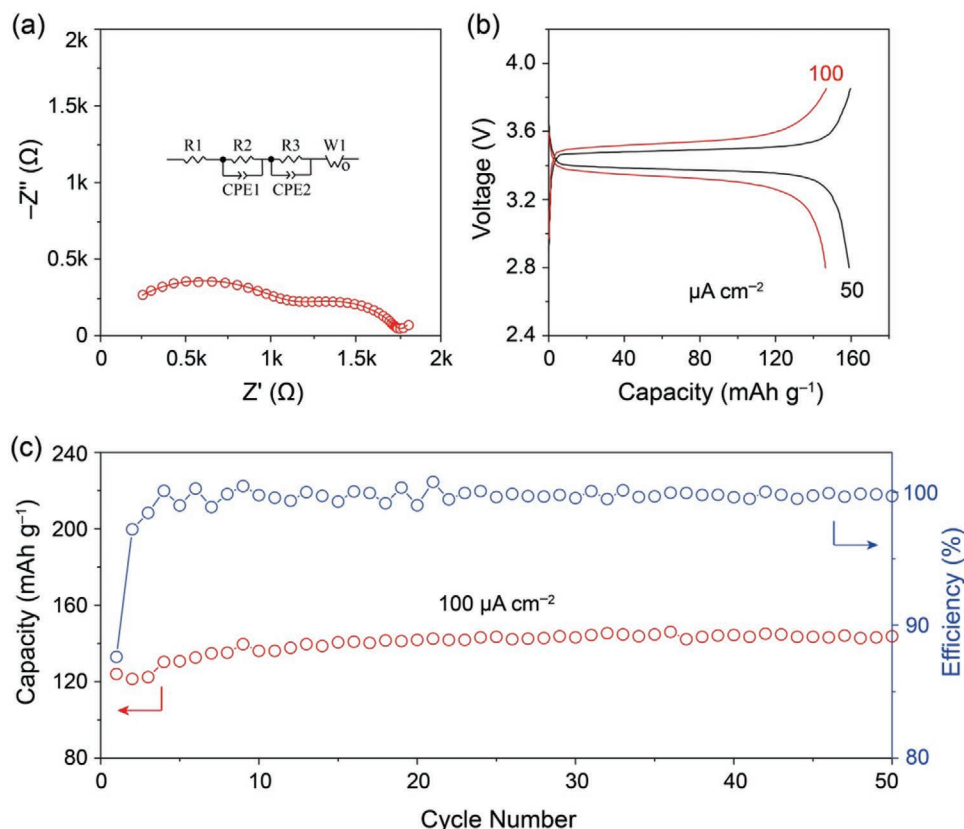 (a)
2k
1.5k
1k
0.5k
0
–Z'' (Ω)
R1 R2 R3 W1
CPE1 CPE2
0 0.5k 1k 1.5k 2k
Z' (Ω)
(b)
4.0
3.6
3.2
2.8
2.4
Voltage (V)
100
μA cm⁻² 50
0 40 80 120 160
Capacity (mAh g⁻¹)
(c)
240
200
160
120
80
Capacity (mAh g⁻¹)
100 μA cm⁻²
100
90
80
Efficiency (%)
0 10 20 30 40 50
Cycle Number